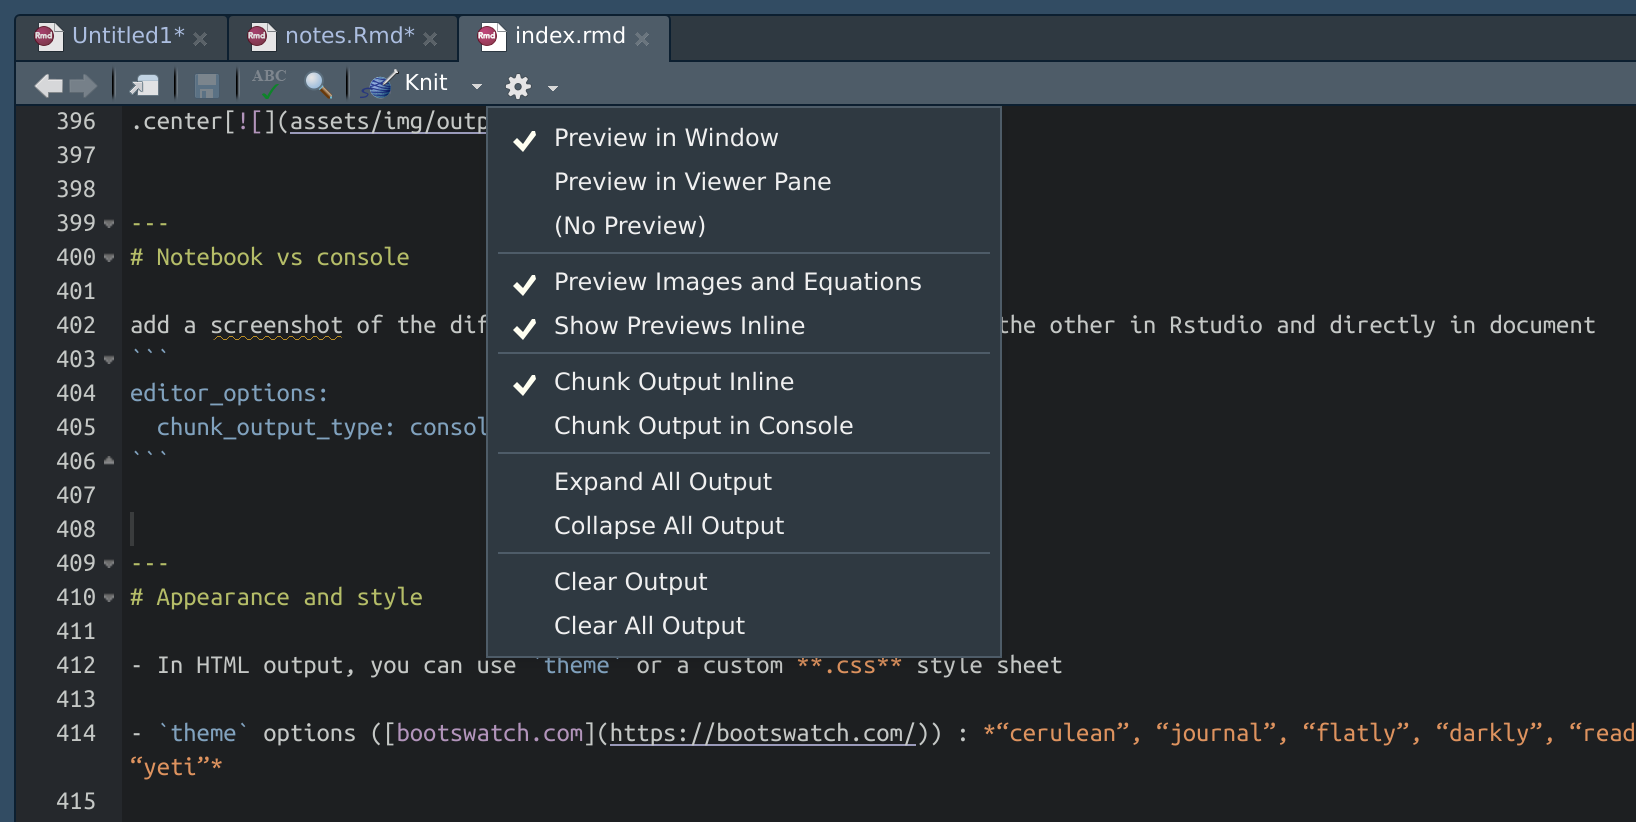 Rmd Untitled1* × Rmd notes.Rmd* × Rmd index.rmd ×
ABC Knit
396 .center[![](assets/img/outp
397
398
399 ---
400 # Notebook vs console
401
402 add a screenshot of the dif the other in Rstudio and directly in document
403 ```
404 editor_options:
405 chunk_output_type: consol
406 ```
407
408
409 ---
410 # Appearance and style
411
412 - In HTML output, you can use `theme` or a custom **.css** style sheet
413
414 - `theme` options ([bootswatch.com](https://bootswatch.com/)) : *“cerulean”, “journal”, “flatly”, “darkly”, “read
“yeti”*
415
Preview in Window
Preview in Viewer Pane
(No Preview)
Preview Images and Equations
Show Previews Inline
Chunk Output Inline
Chunk Output in Console
Expand All Output
Collapse All Output
Clear Output
Clear All Output